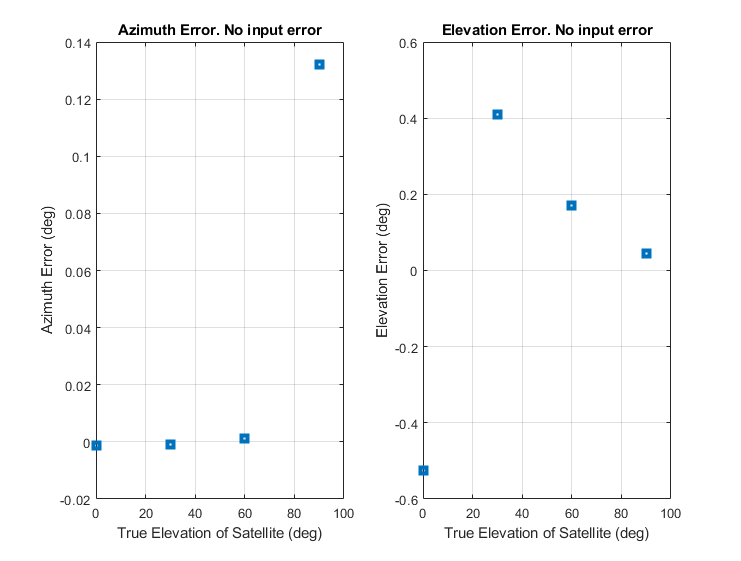 Azimuth Error. No input error
0.14
0.12
0.1
0.08
0.06
0.04
0.02
0
-0.02
0 20 40 60 80 100
Azimuth Error (deg)
True Elevation of Satellite (deg)
Elevation Error. No input error
0.6
0.4
0.2
0
-0.2
-0.4
-0.6
0 20 40 60 80 100
Elevation Error (deg)
True Elevation of Satellite (deg)